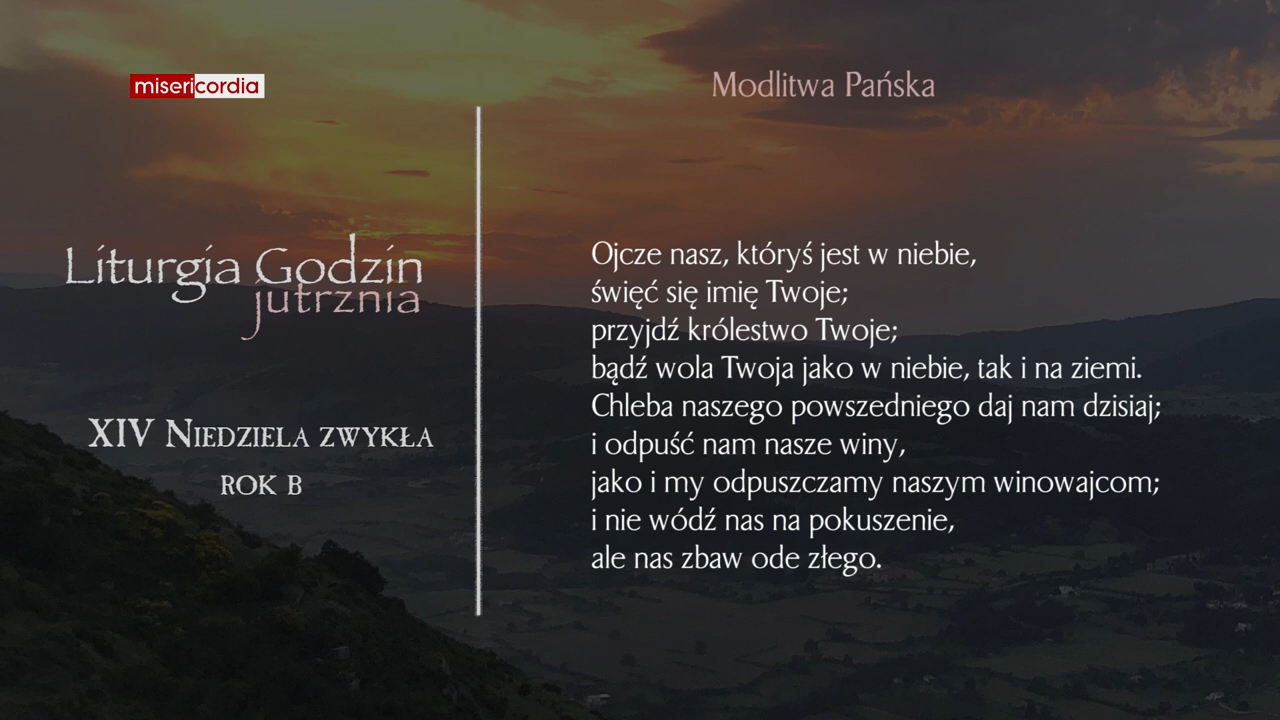 misericordia
Liturgia Godzin
jutrznia
XIV Niedziela zwykła
rok B
Modlitwa Pańska
Ojcze nasz, któryś jest w niebie,
święć się imię Twoje;
przyjdź królestwo Twoje;
bądź wola Twoja jako w niebie, tak i na ziemi.
Chleba naszego powszedniego daj nam dzisiaj;
i odpuść nam nasze winy,
jako i my odpuszczamy naszym winowajcom;
i nie wódź nas na pokuszenie,
ale nas zbaw ode złego.